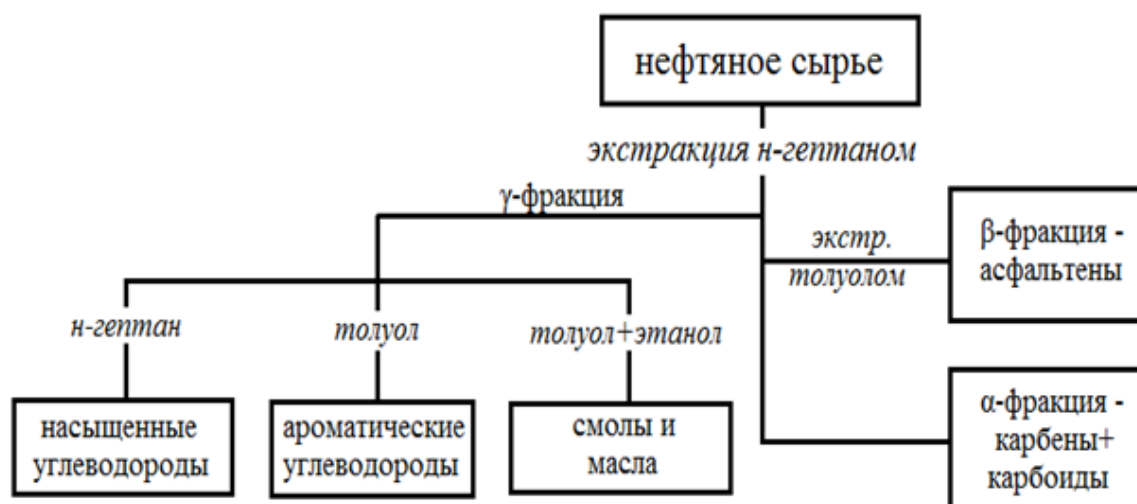 нефтяное сырье
экстракция н-гептаном
γ-фракция
экстр.
толуолом
β-фракция -
асфальтены
н-гептан
толуол
толуол+этанол
насыщенные
углеводороды
ароматические
углеводороды
смолы и
масла
α-фракция -
карбены+
карбоиды